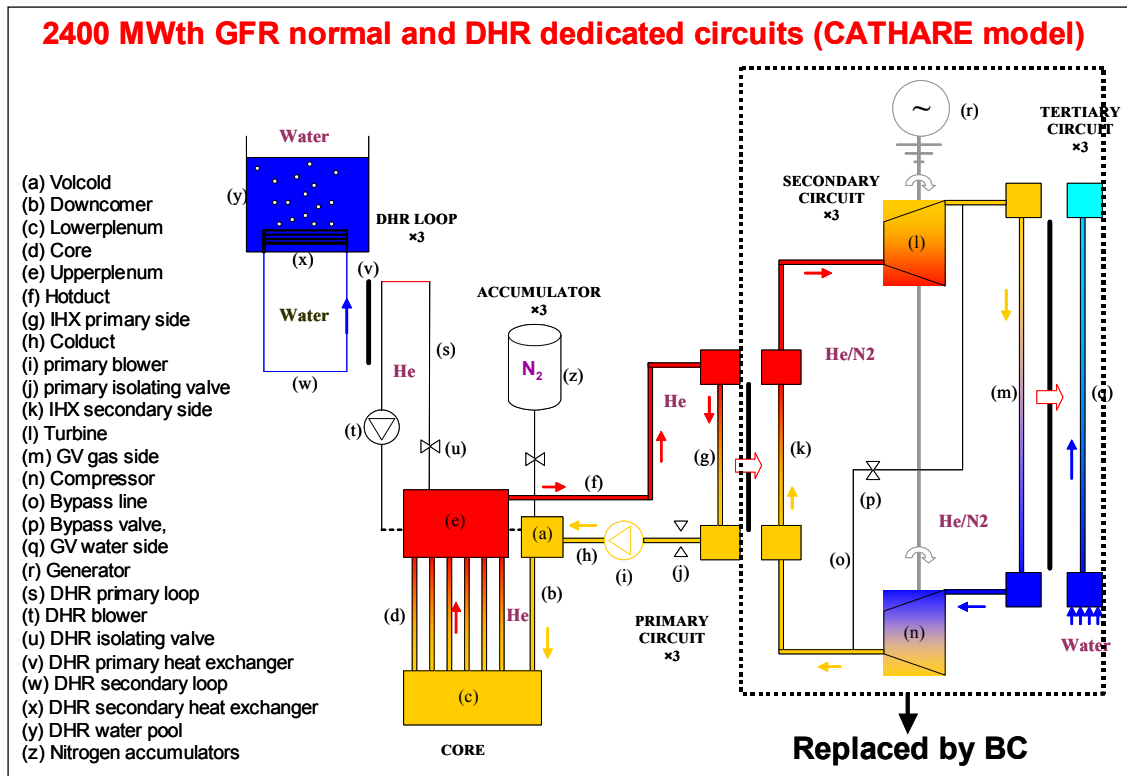 2400 MWth GFR normal and DHR dedicated circuits (CATHARE model)
(a) Volcold
(b) Downcomer
(c) Lowerplenum
(d) Core
(e) Upperplenum
(f) Hotduct
(g) IHX primary side
(h) Colduct
(i) primary blower
(j) primary isolating valve
(k) IHX secondary side
(l) Turbine
(m) GV gas side
(n) Compressor
(o) Bypass line
(p) Bypass valve,
(q) GV water side
(r) Generator
(s) DHR primary loop
(t) DHR blower
(u) DHR isolating valve
(v) DHR primary heat exchanger
(w) DHR secondary loop
(x) DHR secondary heat exchanger
(y) DHR water pool
(z) Nitrogen accumulators
Water
(y)
(x)
DHR LOOP
×3
(v)
Water
(w)
He
(s)
(t)
(u)
ACCUMULATOR
×3
N2
(z)
(e)
(a)
(f)
He
(g)
(h)
(i)
(j)
(b)
(d)
He
(c)
CORE
PRIMARY
CIRCUIT
×3
~
(r)
SECONDARY
CIRCUIT
×3
TERTIARY
CIRCUIT
×3
(l)
He/N2
(k)
(m)
(q)
(p)
He/N2
(o)
(n)
Water
Replaced by BC